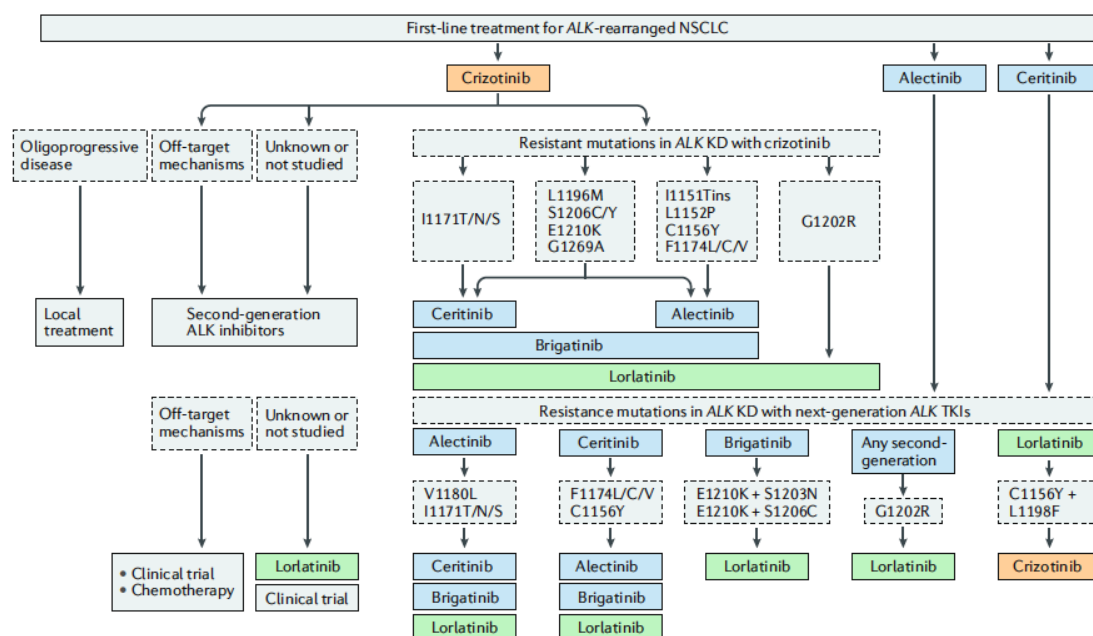 First-line treatment for ALK-rearranged NSCLC
Crizotinib
Alectinib
Ceritinib
Oligoprogressive
disease
Off-target
mechanisms
Unknown or
not studied
Resistant mutations in ALK KD with crizotinib
I1171T/N/S
L1196M
S1206C/Y
E1210K
G1269A
I1151Tins
L1152P
C1156Y
F1174L/C/V
G1202R
Local
treatment
Second-generation
ALK inhibitors
Ceritinib
Alectinib
Brigatinib
Lorlatinib
Off-target
mechanisms
Unknown or
not studied
Resistance mutations in ALK KD with next-generation ALK TKIs
Alectinib
Ceritinib
Brigatinib
Any second-
generation
Lorlatinib
V1180L
I1171T/N/S
F1174L/C/V
C1156Y
E1210K + S1203N
E1210K + S1206C
G1202R
C1156Y +
L1198F
• Clinical trial
• Chemotherapy
Lorlatinib
Clinical trial
Ceritinib
Brigatinib
Lorlatinib
Alectinib
Brigatinib
Lorlatinib
Lorlatinib
Lorlatinib
Crizotinib